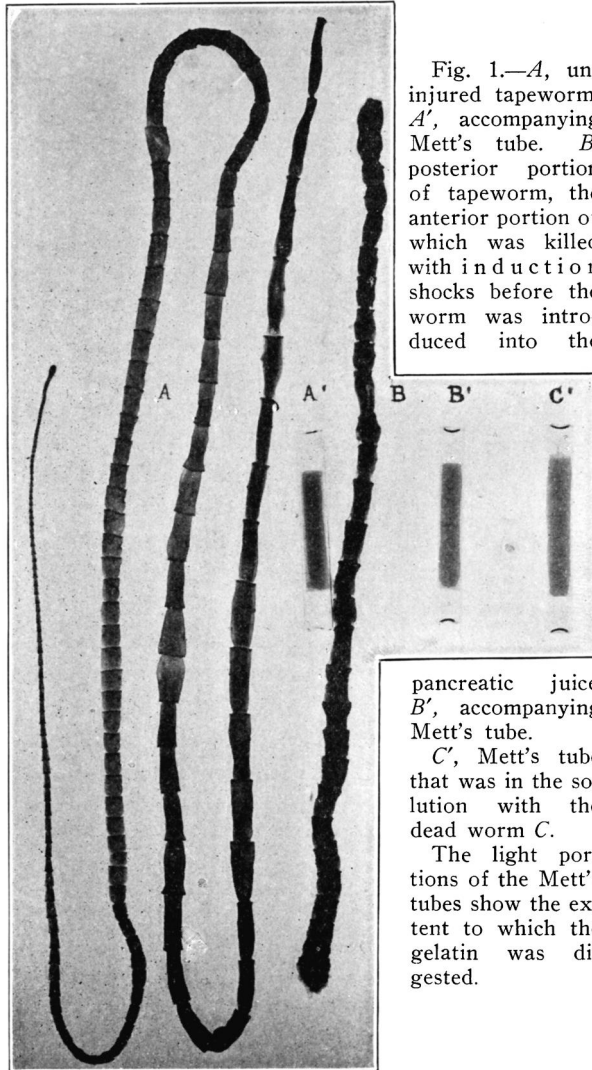 Fig. 1.—A, un-
injured tapeworm
A′, accompanying
Mett's tube. B
posterior portion
of tapeworm, the
anterior portion of
which was killed
with induction
shocks before the
worm was intro-
duced into the
A A' B B' C'
pancreatic juice
B′, accompanying
Mett's tube.
C′, Mett's tube
that was in the so-
lution with the
dead worm C.
The light por-
tions of the Mett'
tubes show the ex-
tent to which the
gelatin was di-
gested.